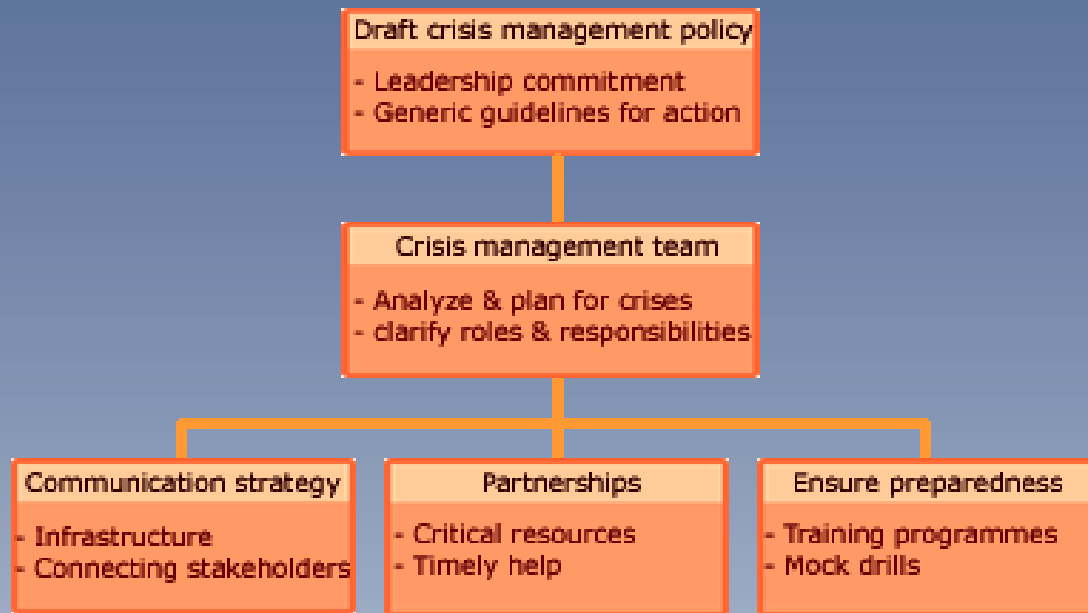 Draft crisis management policy
- Leadership commitment
- Generic guidelines for action
Crisis management team
- Analyze & plan for crises
- clarify roles & responsibilities
Communication strategy
- Infrastructure
- Connecting stakeholders
Partnerships
- Critical resources
- Timely help
Ensure preparedness
- Training programmes
- Mock drills